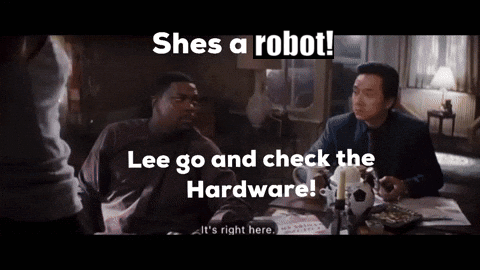 Shes a robot!
Lee go and check the
Hardware!
It's right here.